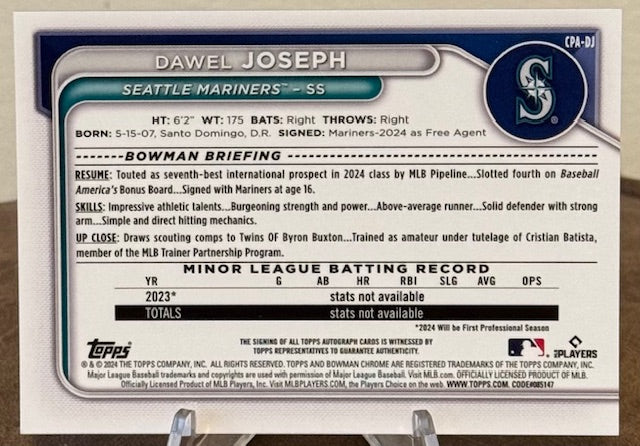 CPA-DJ
DAWEL JOSEPH
SEATTLE MARINERS™ – SS
S
HT: 6'2" WT: 175 BATS: Right THROWS: Right
BORN: 5-15-07, Santo Domingo, D.R. SIGNED: Mariners-2024 as Free Agent
BOWMAN BRIEFING
RESUME: Touted as seventh-best international prospect in 2024 class by MLB Pipeline...Slotted fourth on Baseball
America's Bonus Board...Signed with Mariners at age 16.
SKILLS: Impressive athletic talents...Burgeoning strength and power...Above-average runner...Solid defender with strong
arm...Simple and direct hitting mechanics.
UP CLOSE: Draws scouting comps to Twins OF Byron Buxton...Trained as amateur under tutelage of Cristian Batista,
member of the MLB Trainer Partnership Program.
MINOR LEAGUE BATTING RECORD
YR G AB HR RBI SLG AVG OPS
2023* stats not available
TOTALS stats not available
*2024 Will be First Professional Season
Topps
THE SIGNING OF ALL TOPPS AUTOGRAPH CARDS IS WITNESSED BY
TOPPS REPRESENTATIVES TO GUARANTEE AUTHENTICITY.
MLB PLAYERS
® & © 2024 THE TOPPS COMPANY, INC. ALL RIGHTS RESERVED. TOPPS AND BOWMAN CHROME ARE REGISTERED TRADEMARKS OF THE TOPPS COMPANY, INC.
Major League Baseball trademarks and copyrights are used with permission of Major League Baseball. Visit MLB.com. OFFICIALLY LICENSED PRODUCT OF MLB.
Officially Licensed Product of MLB Players, Inc. Visit MLBPLAYERS.COM, the Players Choice on the web. WWW.TOPPS.COM. CODE#085147